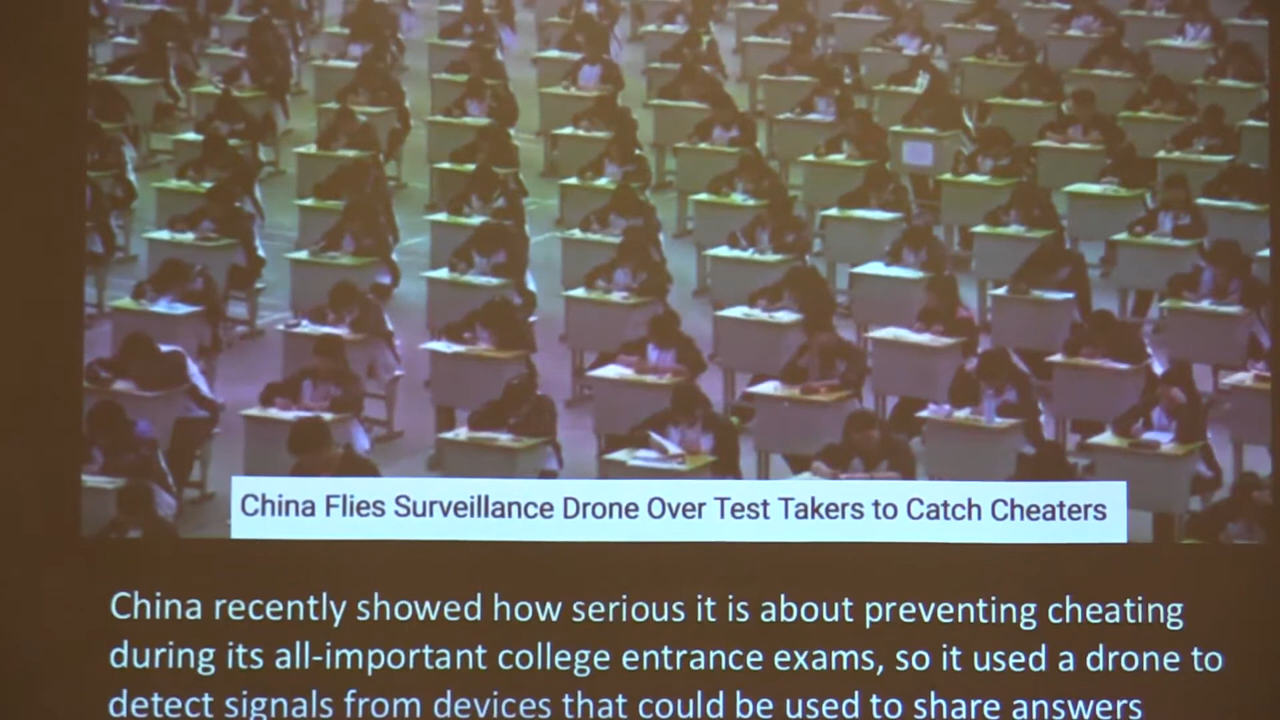 China Flies Surveillance Drone Over Test Takers to Catch Cheaters
China recently showed how serious it is about preventing cheating
during its all-important college entrance exams, so it used a drone to
detect signals from devices that could be used to share answers